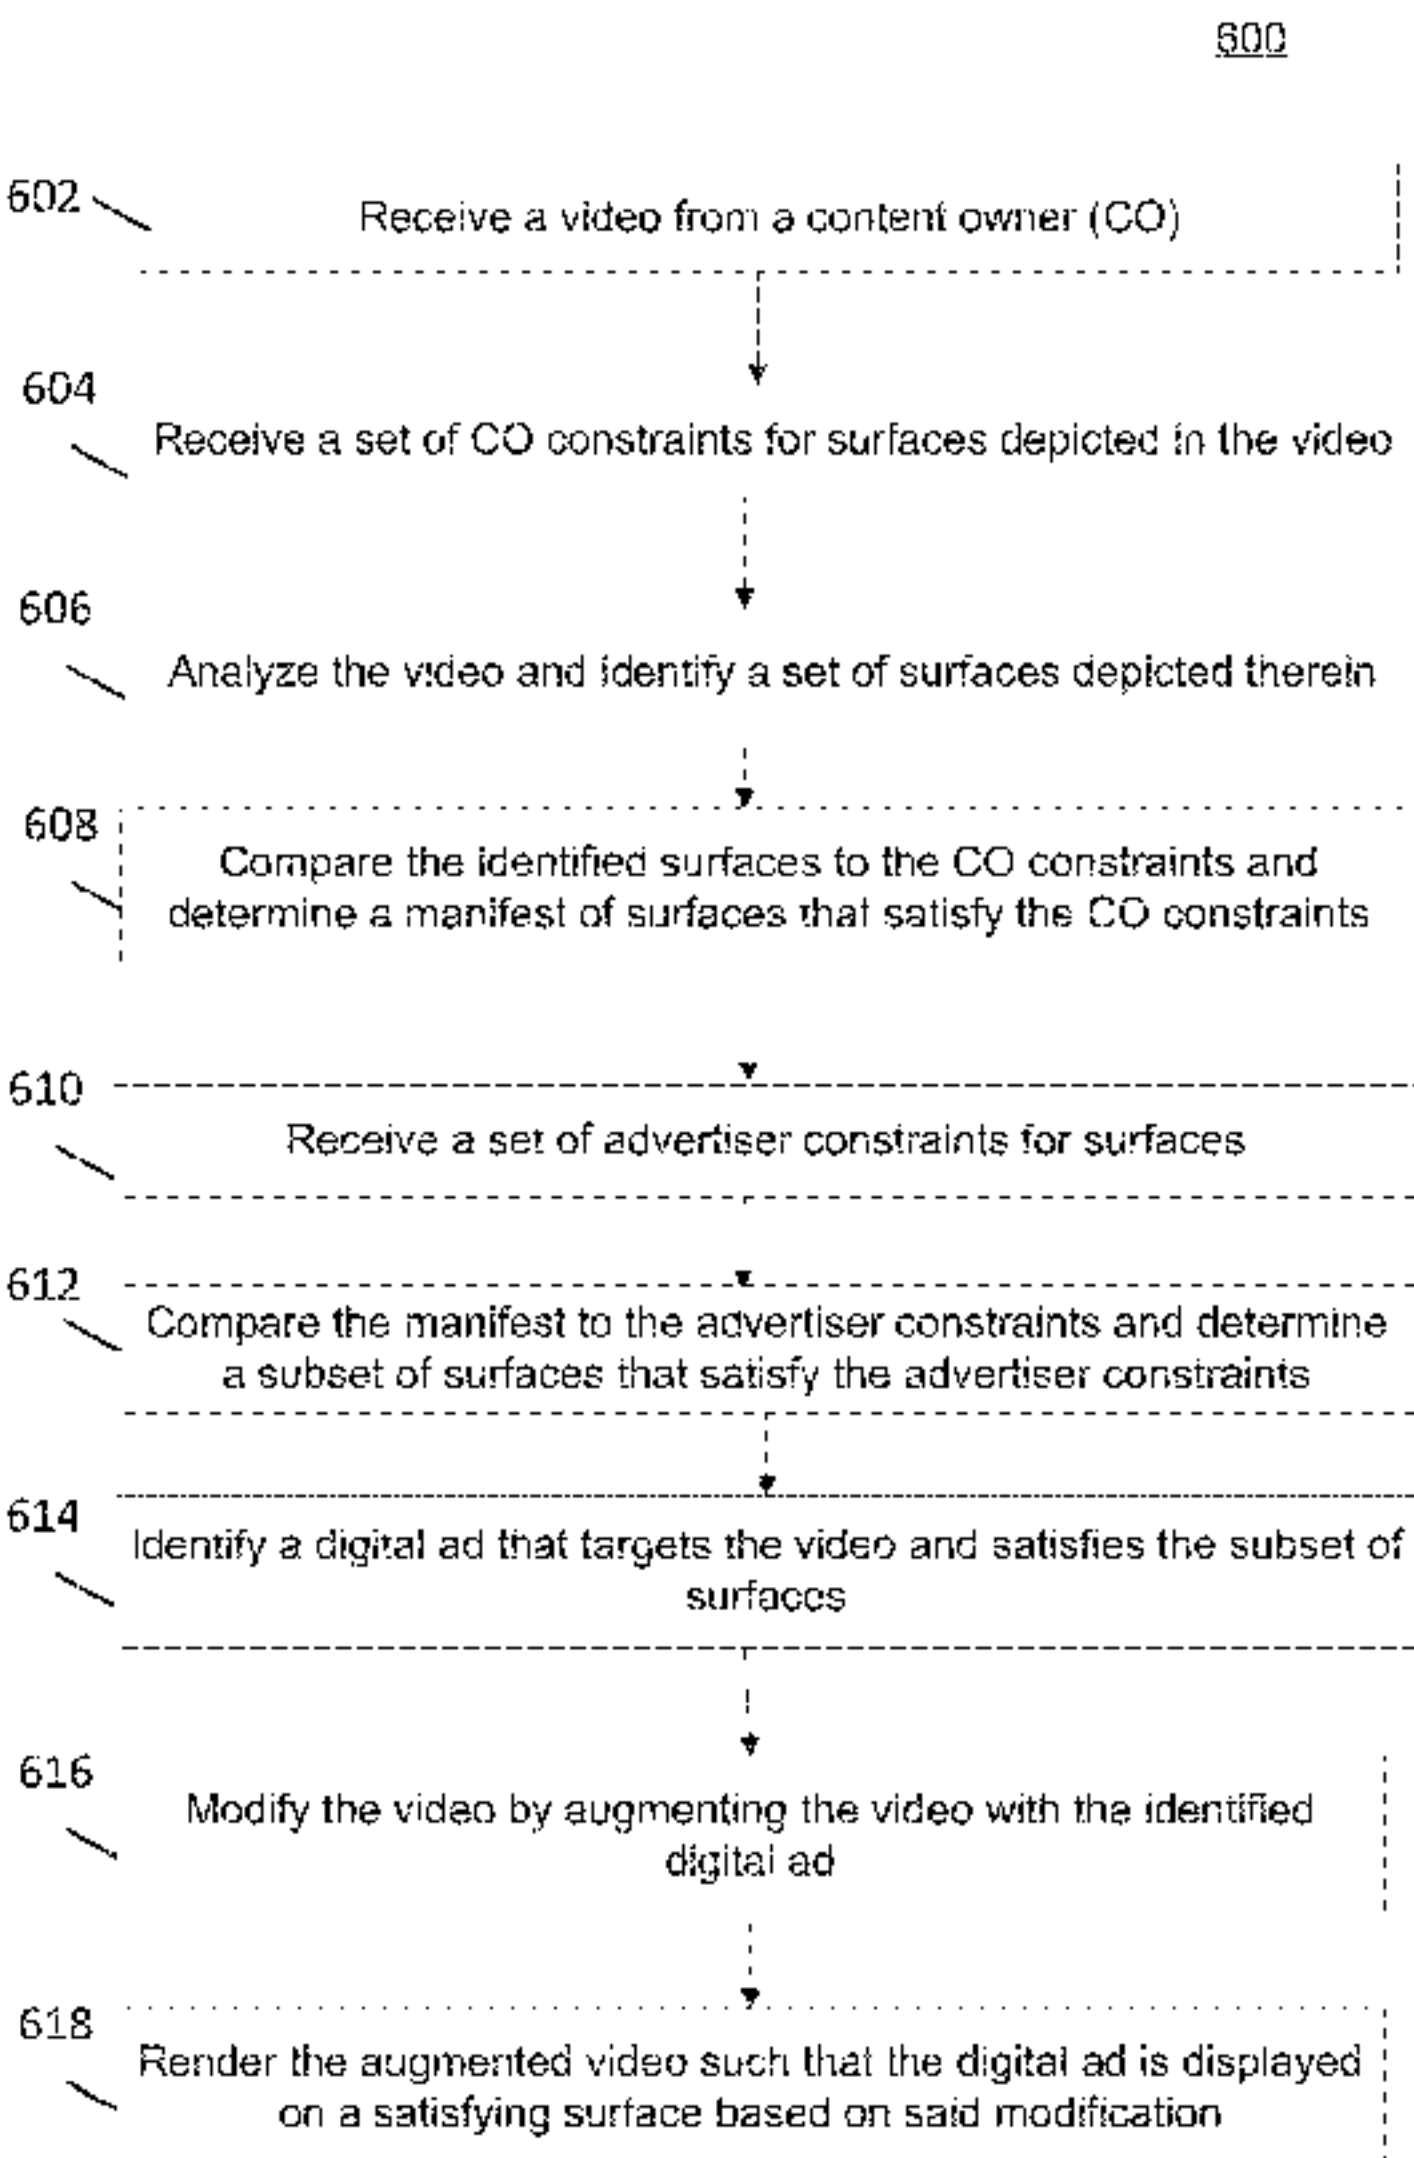 600
602
Receive a video from a content owner (CO)
604
Receive a set of CO constraints for surfaces depicted in the video
606
Analyze the video and identify a set of surfaces depicted therein
608
Compare the identified surfaces to the CO constraints and
determine a manifest of surfaces that satisfy the CO constraints
610
Receive a set of advertiser constraints for surfaces
612
Compare the manifest to the advertiser constraints and determine
a subset of surfaces that satisfy the advertiser constraints
614
Identify a digital ad that targets the video and satisfies the subset of
surfaces
616
Modify the video by augmenting the video with the identified
digital ad
618
Render the augmented video such that the digital ad is displayed
on a satisfying surface based on said modification